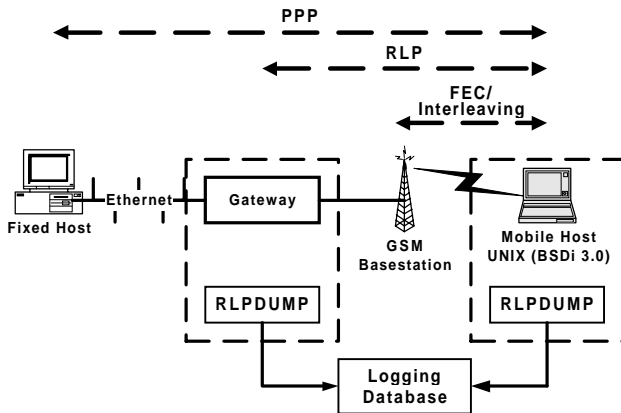 PPP
RLP
FEC/
Interleaving
Ethernet
Gateway
Fixed Host
GSM
Basestation
Mobile Host
UNIX (BSDi 3.0)
RLPDUMP
RLPDUMP
Logging
Database